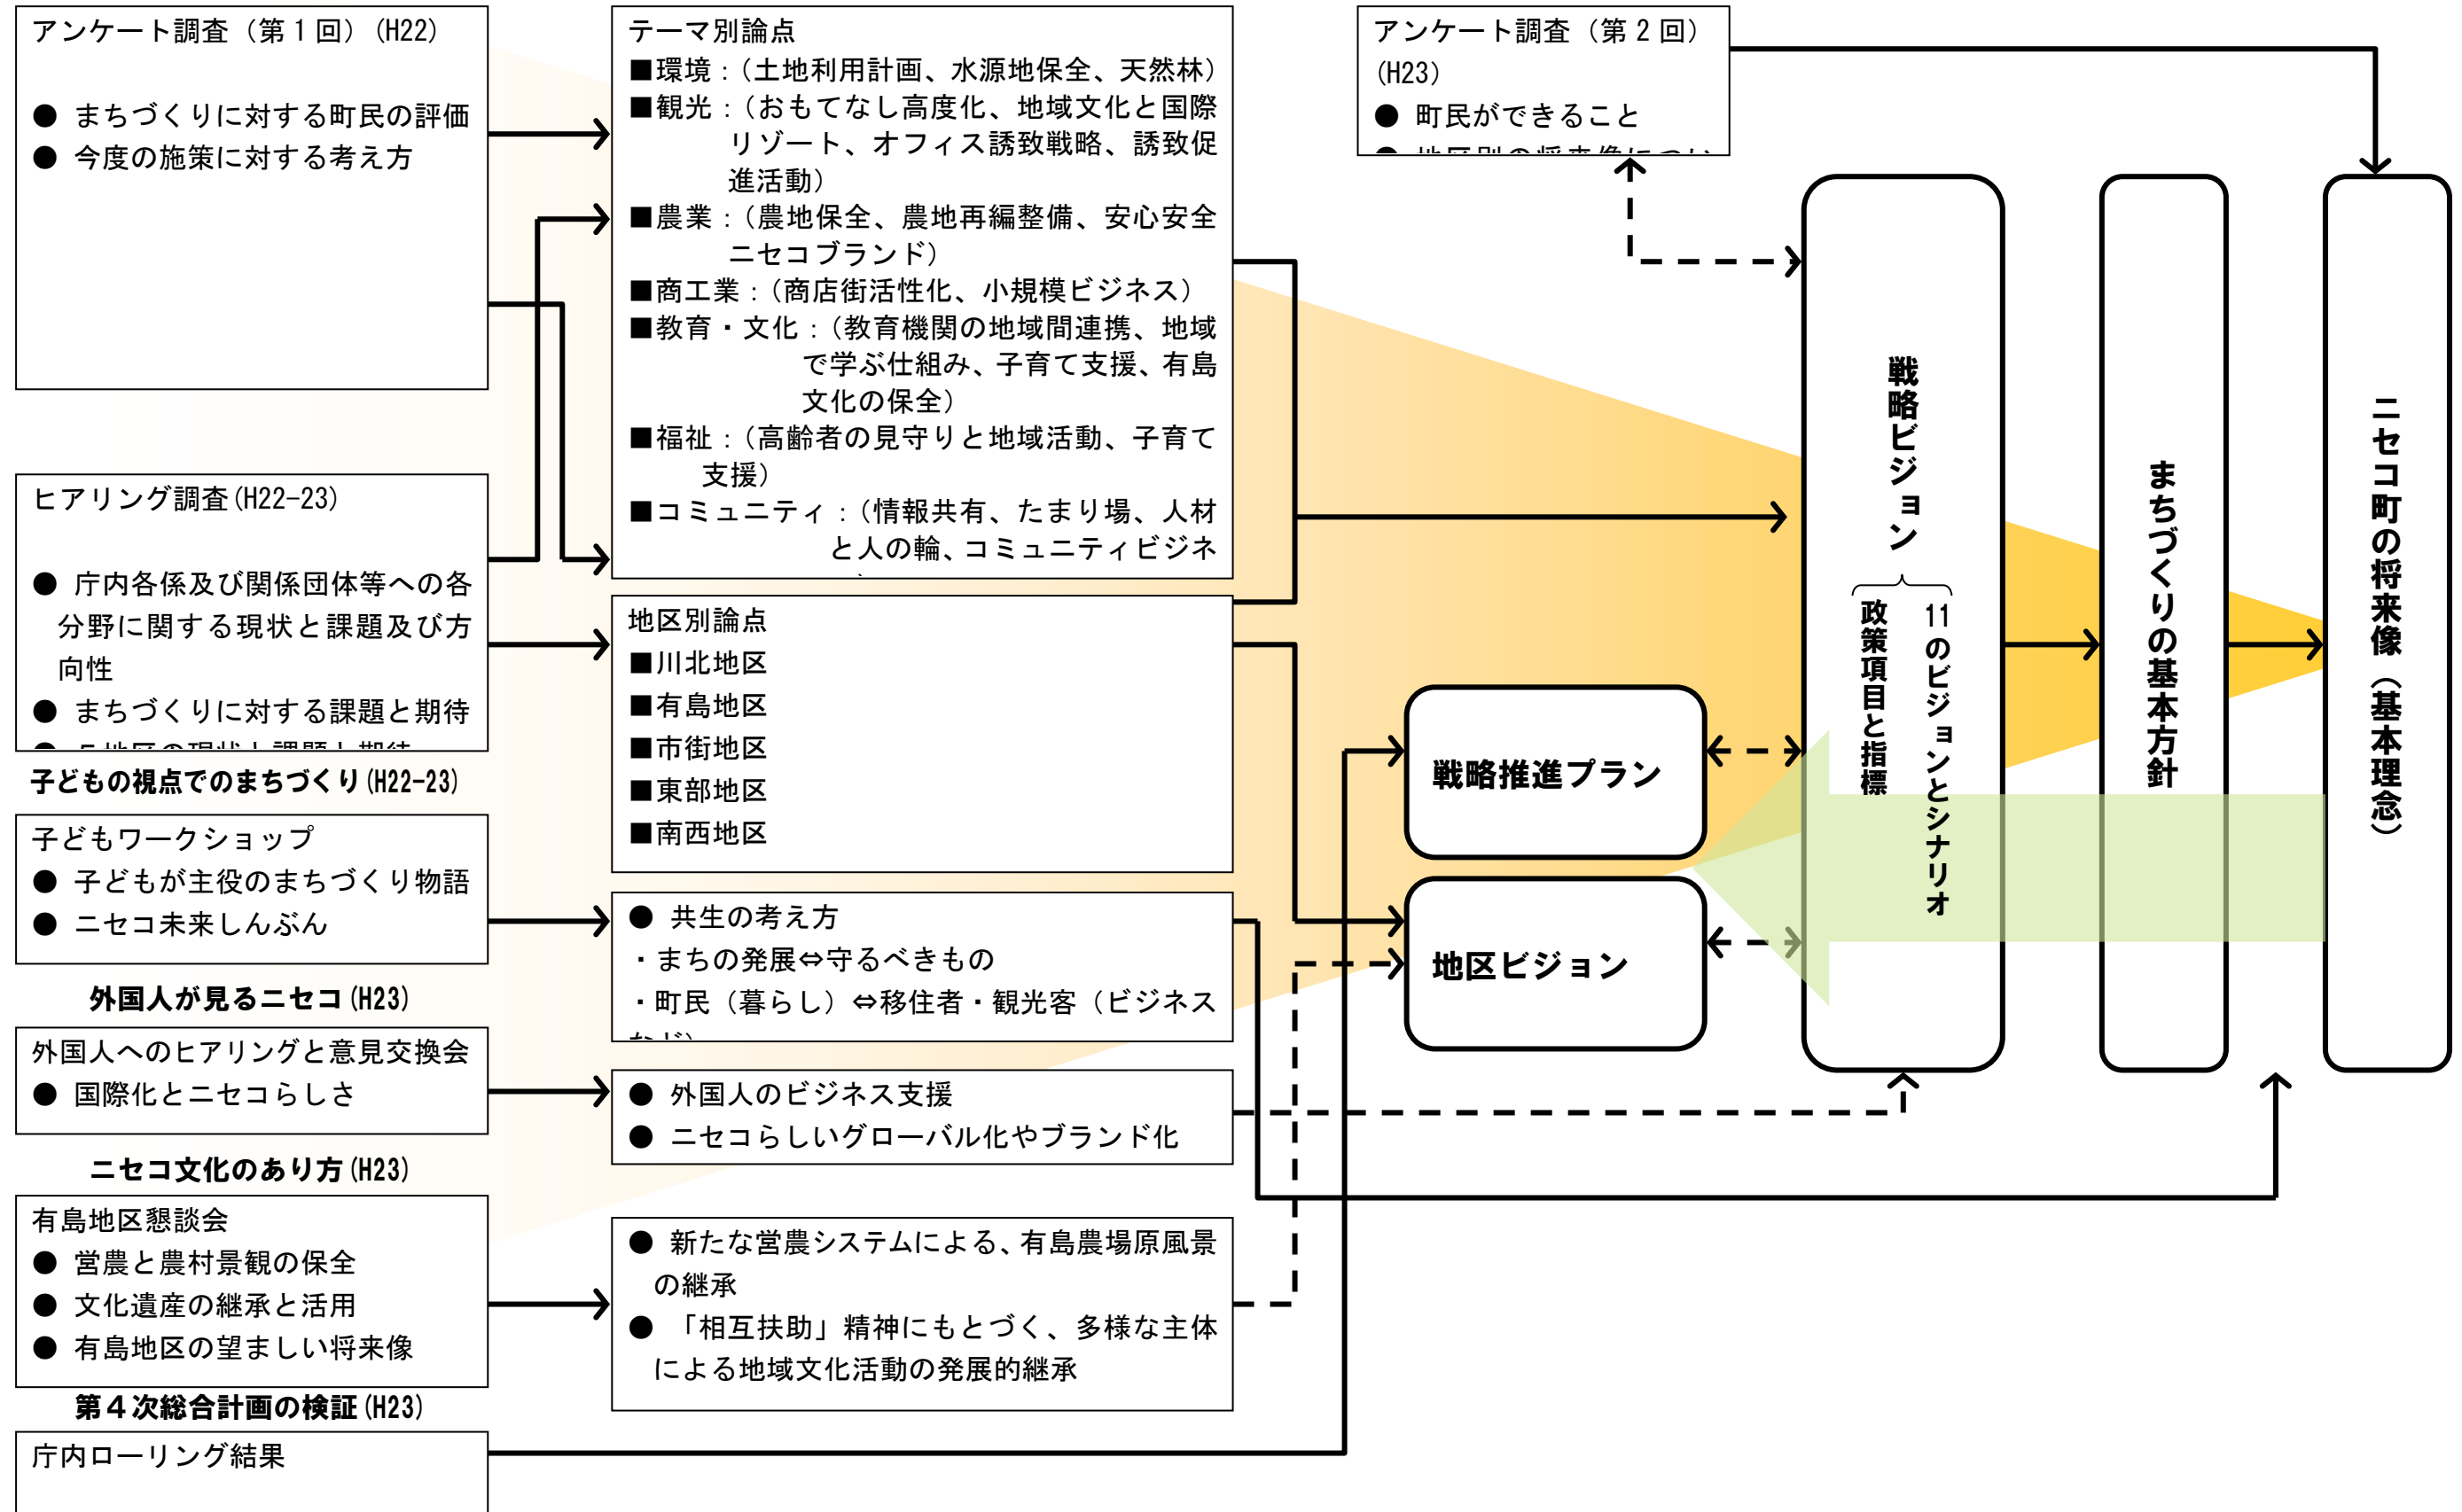 アンケート調査（第１回）(H22)
● まちづくりに対する町民の評価
● 今度の施策に対する考え方
ヒアリング調査(H22-23)
● 庁内各係及び関係団体等への各
分野に関する現状と課題及び方
向性
● まちづくりに対する課題と期待
子どもの視点でのまちづくり(H22-23)
子どもワークショップ
● 子どもが主役のまちづくり物語
● ニセコ未来しんぶん
外国人が見るニセコ(H23)
外国人へのヒアリングと意見交換会
● 国際化とニセコらしさ
ニセコ文化のあり方(H23)
有島地区懇談会
● 営農と農村景観の保全
● 文化遺産の継承と活用
● 有島地区の望ましい将来像
第４次総合計画の検証(H23)
庁内ローリング結果
テーマ別論点
■環境：（土地利用計画、水源地保全、天然林）
■観光：（おもてなし高度化、地域文化と国際
リゾート、オフィス誘致戦略、誘致促
進活動）
■農業：（農地保全、農地再編整備、安心安全
ニセコブランド）
■商工業：（商店街活性化、小規模ビジネス）
■教育・文化：（教育機関の地域間連携、地域
で学ぶ仕組み、子育て支援、有島
文化の保全）
■福祉：（高齢者の見守りと地域活動、子育て
支援）
■コミュニティ：（情報共有、たまり場、人材
と人の輪、コミュニティビジネ
地区別論点
■川北地区
■有島地区
■市街地区
■東部地区
■南西地区
● 共生の考え方
・まちの発展⇔守るべきもの
・町民（暮らし）⇔移住者・観光客（ビジネス
● 外国人のビジネス支援
● ニセコらしいグローバル化やブランド化
● 新たな営農システムによる、有島農場原風景
の継承
● 「相互扶助」精神にもとづく、多様な主体
による地域文化活動の発展的継承
アンケート調査（第２回）
(H23)
● 町民ができること
戦略推進プラン
地区ビジョン
戦略ビジョン
11のビジョンとシナリオ
政策項目と指標
まちづくりの基本方針
ニセコ町の将来像（基本理念）